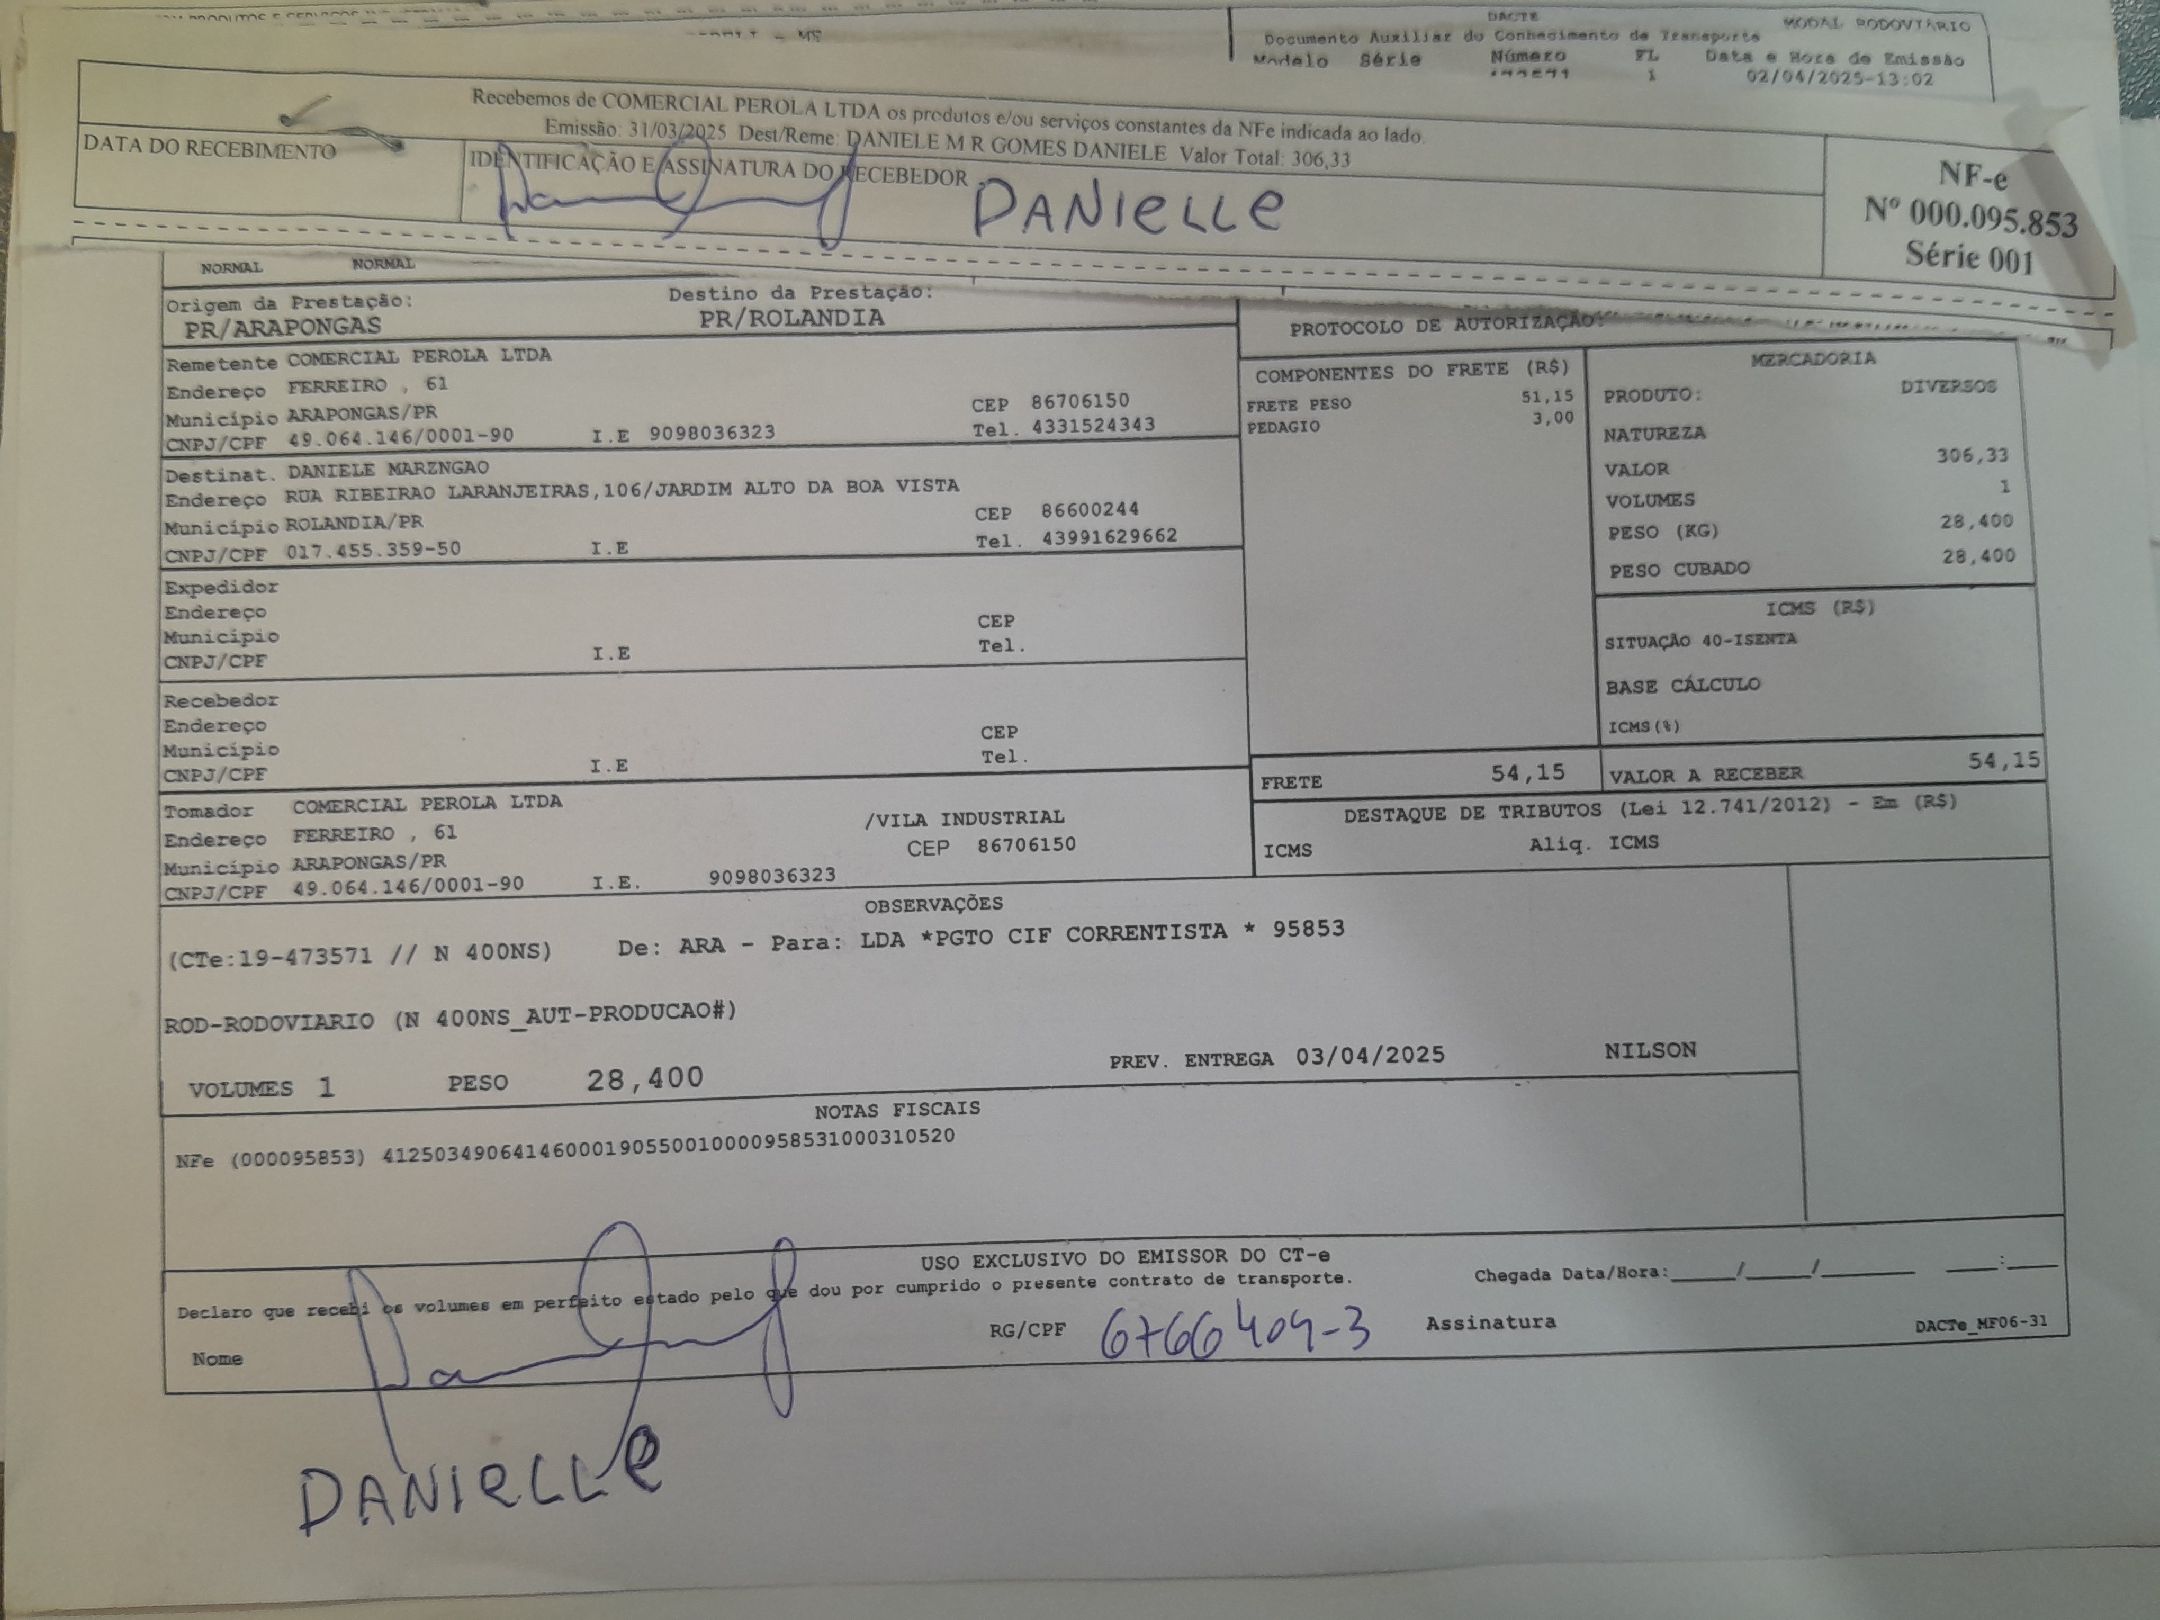 DACTE
MODAL RODOVIÁRIO
Documento Auxiliar do Conhecimento de Transporte
Modelo Série Número FL Data e Hora de Emissão
1 02/04/2025-13:02
Recebemos de COMERCIAL PEROLA LTDA os produtos e/ou serviços constantes da NFe indicada ao lado.
Emissão: 31/03/2025 Dest/Reme: DANIELE M R GOMES DANIELE Valor Total: 306,33
DATA DO RECEBIMENTO
IDENTIFICAÇÃO E ASSINATURA DO RECEBEDOR
DANIELLE
NF-e
Nº 000.095.853
Série 001
NORMAL NORMAL
Origem da Prestação: Destino da Prestação:
PR/ARAPONGAS PR/ROLANDIA
PROTOCOLO DE AUTORIZAÇÃO:
Remetente COMERCIAL PEROLA LTDA
Endereço FERREIRO , 61
Município ARAPONGAS/PR CEP 86706150
CNPJ/CPF 49.064.146/0001-90 I.E 9098036323 Tel. 4331524343
Destinat. DANIELE MARZNGAO
Endereço RUA RIBEIRAO LARANJEIRAS,106/JARDIM ALTO DA BOA VISTA
Município ROLANDIA/PR CEP 86600244
CNPJ/CPF 017.455.359-50 I.E Tel. 43991629662
Expedidor
Endereço
Município CEP
CNPJ/CPF I.E Tel.
Recebedor
Endereço
Município CEP
CNPJ/CPF I.E Tel.
Tomador COMERCIAL PEROLA LTDA
Endereço FERREIRO , 61 /VILA INDUSTRIAL
Município ARAPONGAS/PR CEP 86706150
CNPJ/CPF 49.064.146/0001-90 I.E. 9098036323
COMPONENTES DO FRETE (R$)
FRETE PESO 51,15
PEDAGIO 3,00
MERCADORIA
PRODUTO: DIVERSOS
NATUREZA
VALOR 306,33
VOLUMES 1
PESO (KG) 28,400
PESO CUBADO 28,400
ICMS (R$)
SITUAÇÃO 40-ISENTA
BASE CÁLCULO
ICMS(%)
FRETE 54,15 VALOR A RECEBER 54,15
DESTAQUE DE TRIBUTOS (Lei 12.741/2012) - Em (R$)
ICMS Aliq. ICMS
OBSERVAÇÕES
(CTe:19-473571 // N 400NS) De: ARA - Para: LDA *PGTO CIF CORRENTISTA * 95853
ROD-RODOVIARIO (N 400NS_AUT-PRODUCAO#)
VOLUMES 1 PESO 28,400 PREV. ENTREGA 03/04/2025 NILSON
NOTAS FISCAIS
NFe (000095853) 41250349064146000190550010000958531000310520
USO EXCLUSIVO DO EMISSOR DO CT-e
Declaro que recebi os volumes em perfeito estado pelo que dou por cumprido o presente contrato de transporte. Chegada Data/Hora:_____/_____/_______ ____:____
Nome RG/CPF 6766409-3 Assinatura DACTe_MF06-31
DANIELLE